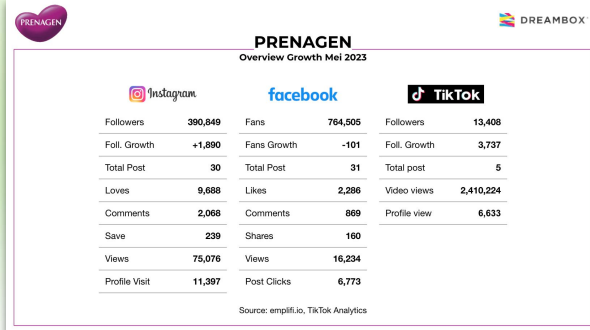 PRENAGEN
DREAMBOX
PRENAGEN
Overview Growth Mei 2023
Instagram
Followers 390,849
Foll. Growth +1,890
Total Post 30
Loves 9,688
Comments 2,068
Save 239
Views 75,076
Profile Visit 11,397
facebook
Fans 764,505
Fans Growth -101
Total Post 31
Likes 2,286
Comments 869
Shares 160
Views 16,234
Post Clicks 6,773
TikTok
Followers 13,408
Foll. Growth 3,737
Total post 5
Video views 2,410,224
Profile view 6,633
Source: emplifi.io, TikTok Analytics